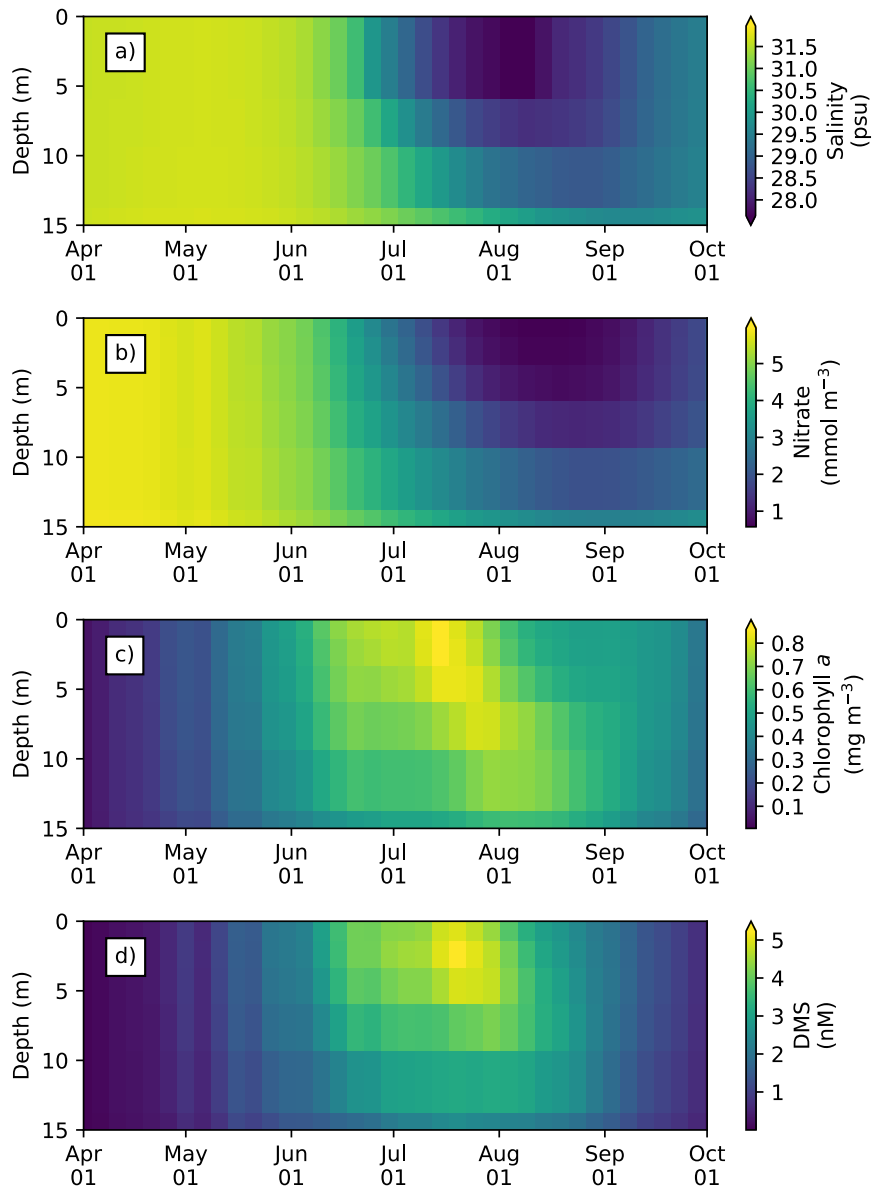 a)
0
5
10
15
Depth (m)
Apr 01
May 01
Jun 01
Jul 01
Aug 01
Sep 01
Oct 01
31.5
31.0
30.5
30.0
29.5
29.0
28.5
28.0
Salinity
(psu)
b)
0
5
10
15
Depth (m)
Apr 01
May 01
Jun 01
Jul 01
Aug 01
Sep 01
Oct 01
5
4
3
2
1
Nitrate
(mmol m⁻³)
c)
0
5
10
15
Depth (m)
Apr 01
May 01
Jun 01
Jul 01
Aug 01
Sep 01
Oct 01
0.8
0.7
0.6
0.5
0.4
0.3
0.2
0.1
Chlorophyll a
(mg m⁻³)
d)
0
5
10
15
Depth (m)
Apr 01
May 01
Jun 01
Jul 01
Aug 01
Sep 01
Oct 01
5
4
3
2
1
DMS
(nM)